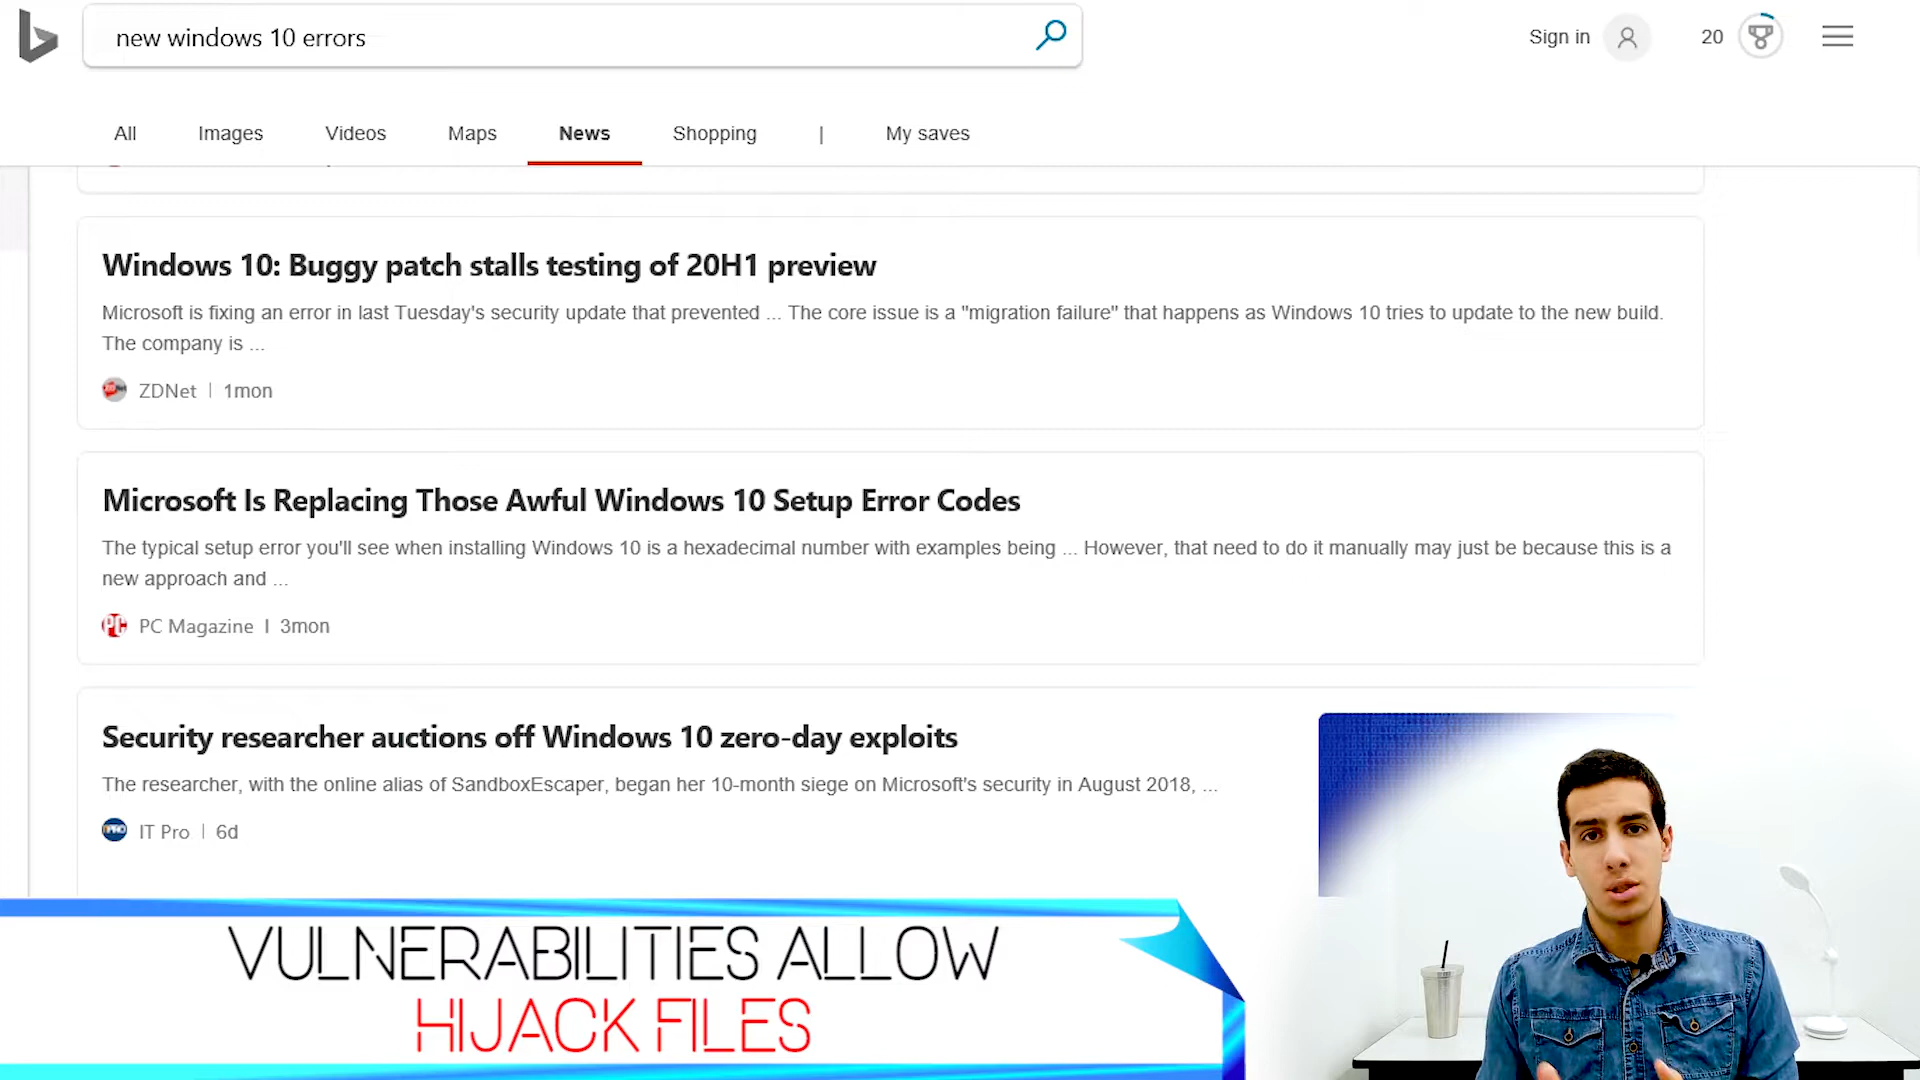 new windows 10 errors
Sign in
20
All Images Videos Maps News Shopping | My saves
Windows 10: Buggy patch stalls testing of 20H1 preview
Microsoft is fixing an error in last Tuesday's security update that prevented ... The core issue is a "migration failure" that happens as Windows 10 tries to update to the new build.
The company is ...
ZDNet | 1mon
Microsoft Is Replacing Those Awful Windows 10 Setup Error Codes
The typical setup error you'll see when installing Windows 10 is a hexadecimal number with examples being ... However, that need to do it manually may just be because this is a
new approach and ...
PC PC Magazine | 3mon
Security researcher auctions off Windows 10 zero-day exploits
The researcher, with the online alias of SandboxEscaper, began her 10-month siege on Microsoft's security in August 2018, ...
IT Pro | 6d
VULNERABILITIES ALLOW
HIJACK FILES